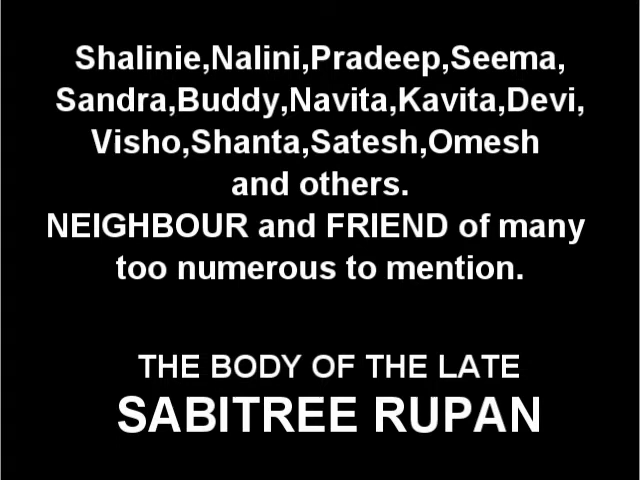 Shalinie,Nalini,Pradeep,Seema,
Sandra,Buddy,Navita,Kavita,Devi,
Visho,Shanta,Satesh,Omesh
and others.
NEIGHBOUR and FRIEND of many
too numerous to mention.
THE BODY OF THE LATE
SABITREE RUPAN